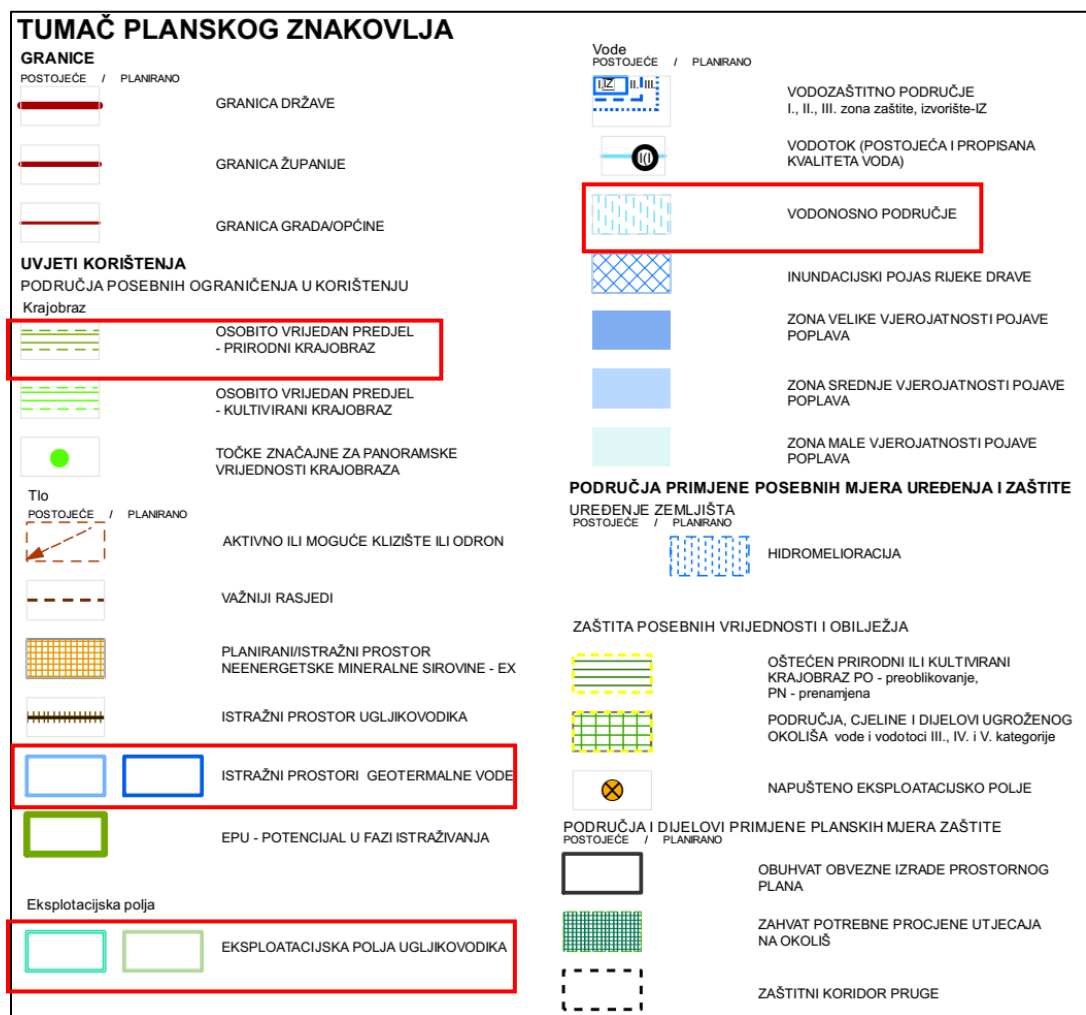 TUMAČ PLANSKOG ZNAKOVLJA
GRANICE
POSTOJEĆE / PLANIRANO
GRANICA DRŽAVE
GRANICA ŽUPANIJE
GRANICA GRADA/OPĆINE
UVJETI KORIŠTENJA
PODRUČJA POSEBNIH OGRANIČENJA U KORIŠTENJU
Krajobraz
OSOBITO VRIJEDAN PREDJEL
- PRIRODNI KRAJOBRAZ
OSOBITO VRIJEDAN PREDJEL
- KULTIVIRANI KRAJOBRAZ
TOČKE ZNAČAJNE ZA PANORAMSKE
VRIJEDNOSTI KRAJOBRAZA
Tlo
POSTOJEĆE / PLANIRANO
AKTIVNO ILI MOGUĆE KLIZIŠTE ILI ODRON
VAŽNIJI RASJEDI
PLANIRANI/ISTRAŽNI PROSTOR
NEENERGETSKE MINERALNE SIROVINE - EX
ISTRAŽNI PROSTOR UGLJIKOVODIKA
ISTRAŽNI PROSTORI GEOTERMALNE VODE
EPU - POTENCIJAL U FAZI ISTRAŽIVANJA
Eksplotacijska polja
EKSPLOATACIJSKA POLJA UGLJIKOVODIKA
Vode
POSTOJEĆE / PLANIRANO
I. IZ II. III.
VODOZAŠTITNO PODRUČJE
I., II., III. zona zaštite, izvorište-IZ
I(I)
VODOTOK (POSTOJEĆA I PROPISANA
KVALITETA VODA)
VODONOSNO PODRUČJE
INUNDACIJSKI POJAS RIJEKE DRAVE
ZONA VELIKE VJEROJATNOSTI POJAVE
POPLAVA
ZONA SREDNJE VJEROJATNOSTI POJAVE
POPLAVA
ZONA MALE VJEROJATNOSTI POJAVE
POPLAVA
PODRUČJA PRIMJENE POSEBNIH MJERA UREĐENJA I ZAŠTITE
UREĐENJE ZEMLJIŠTA
POSTOJEĆE / PLANIRANO
HIDROMELIORACIJA
ZAŠTITA POSEBNIH VRIJEDNOSTI I OBILJEŽJA
OŠTEĆEN PRIRODNI ILI KULTIVIRANI
KRAJOBRAZ PO - preoblikovanje,
PN - prenamjena
PODRUČJA, CJELINE I DIJELOVI UGROŽENOG
OKOLIŠA vode i vodotoci III., IV. i V. kategorije
NAPUŠTENO EKSPLOATACIJSKO POLJE
PODRUČJA I DIJELOVI PRIMJENE PLANSKIH MJERA ZAŠTITE
POSTOJEĆE / PLANIRANO
OBUHVAT OBVEZNE IZRADE PROSTORNOG
PLANA
ZAHVAT POTREBNE PROCJENE UTJECAJA
NA OKOLIŠ
ZAŠTITNI KORIDOR PRUGE